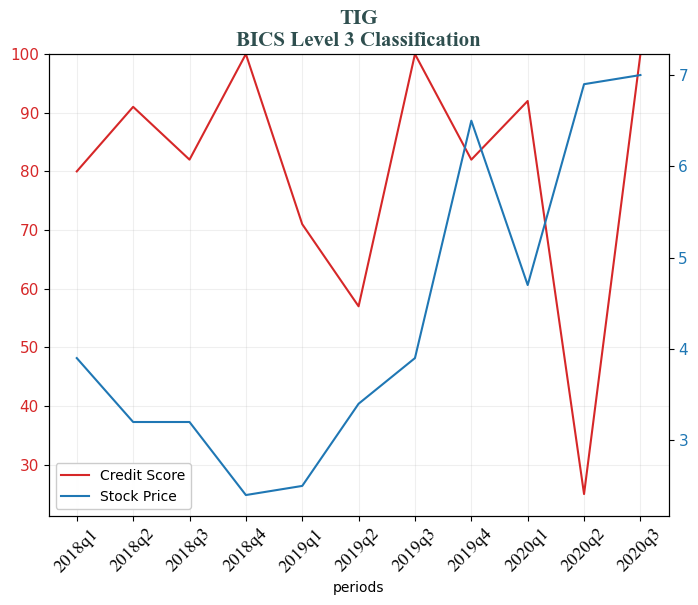 TIG
BICS Level 3 Classification
100
90
80
70
60
50
40
30
7
6
5
4
3
Credit Score
Stock Price
2018q1
2018q2
2018q3
2018q4
2019q1
2019q2
2019q3
2019q4
2020q1
2020q2
2020q3
periods